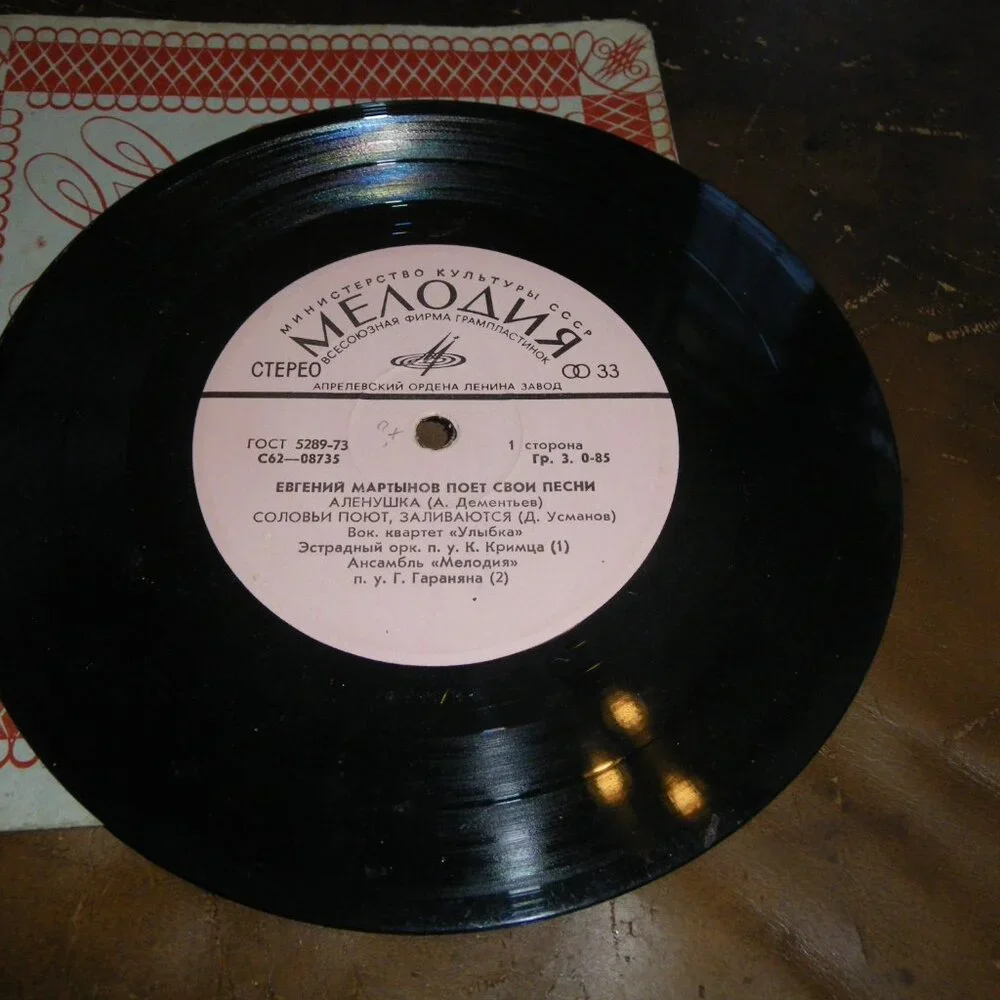 МИНИСТЕРСТВО КУЛЬТУРЫ СССР
МЕЛОДИЯ
ВСЕСОЮЗНАЯ ФИРМА ГРАМПЛАСТИНОК
СТЕРЕО
33
АПРЕЛЕВСКИЙ ОРДЕНА ЛЕНИНА ЗАВОД
ГОСТ 5289-73
1 сторона
С62—08735
Гр. 3. 0-85
ЕВГЕНИЙ МАРТЫНОВ ПОЕТ СВОИ ПЕСНИ
АЛЕНУШКА (А. Дементьев)
СОЛОВЬИ ПОЮТ, ЗАЛИВАЮТСЯ (Д. Усманов)
Вок. квартет «Улыбка»
Эстрадный орк. п. у. К. Кримца (1)
Ансамбль «Мелодия»
п. у. Г. Гараняна (2)